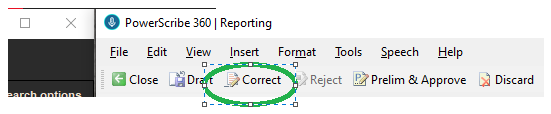 PowerScribe 360 | Reporting
File Edit View Insert Format Tools Speech Help
Close Draft Correct Reject Prelim & Approve Discard
earch options